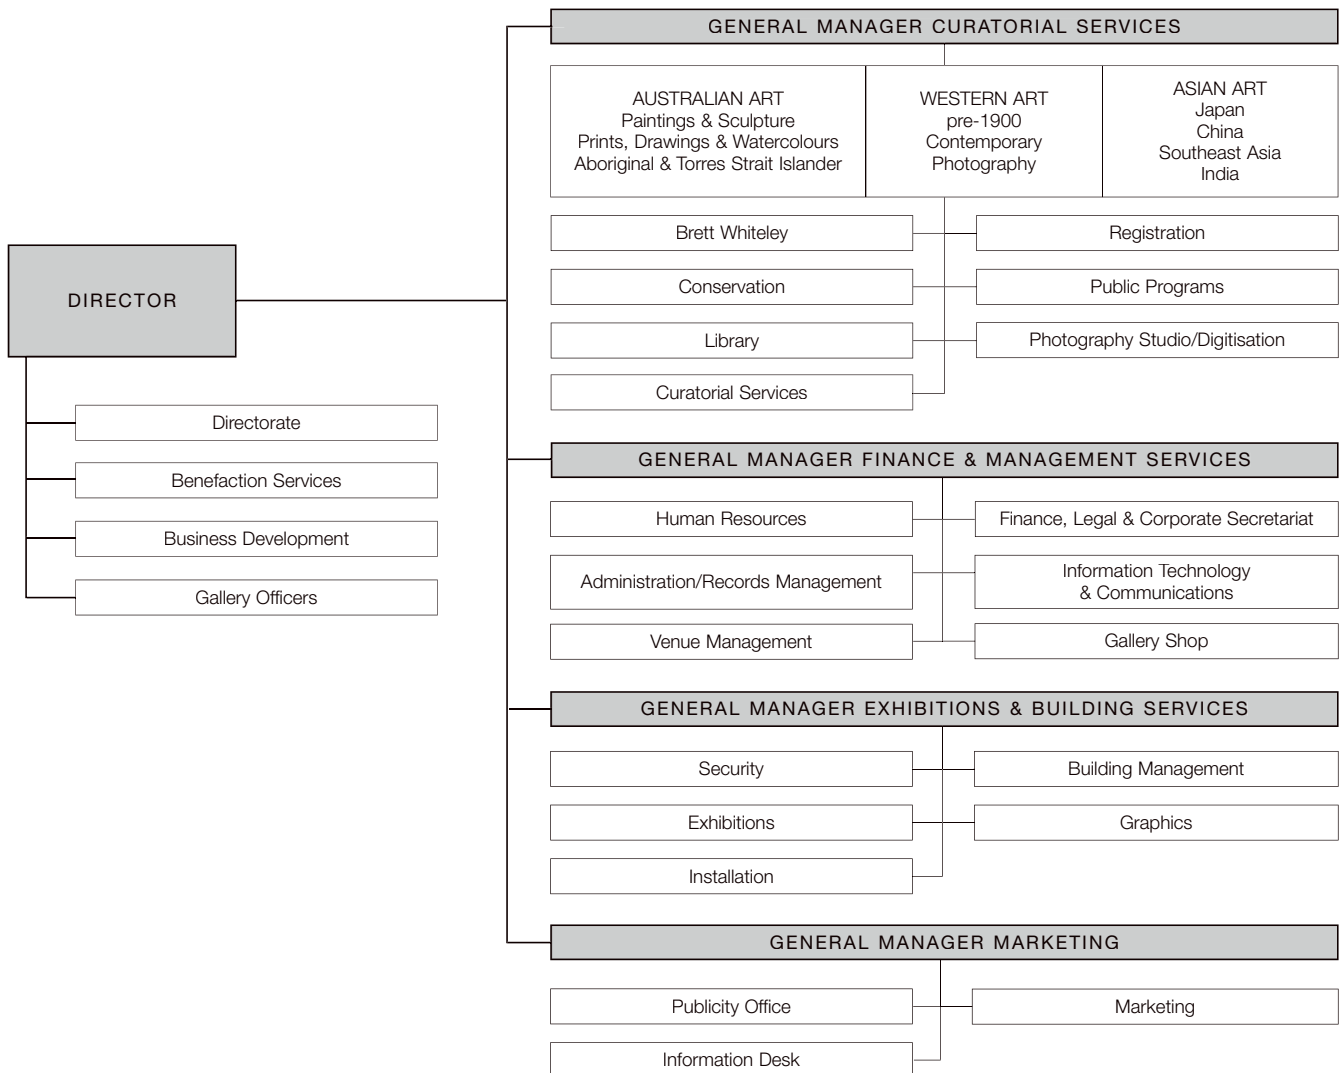 GENERAL MANAGER CURATORIAL SERVICES
AUSTRALIAN ART
Paintings & Sculpture
Prints, Drawings & Watercolours
Aboriginal & Torres Strait Islander
WESTERN ART
pre-1900
Contemporary
Photography
ASIAN ART
Japan
China
Southeast Asia
India
Brett Whiteley
Registration
Conservation
Public Programs
Library
Photography Studio/Digitisation
Curatorial Services
DIRECTOR
Directorate
Benefaction Services
Business Development
Gallery Officers
GENERAL MANAGER FINANCE & MANAGEMENT SERVICES
Human Resources
Finance, Legal & Corporate Secretariat
Administration/Records Management
Information Technology
& Communications
Venue Management
Gallery Shop
GENERAL MANAGER EXHIBITIONS & BUILDING SERVICES
Security
Building Management
Exhibitions
Graphics
Installation
GENERAL MANAGER MARKETING
Publicity Office
Marketing
Information Desk